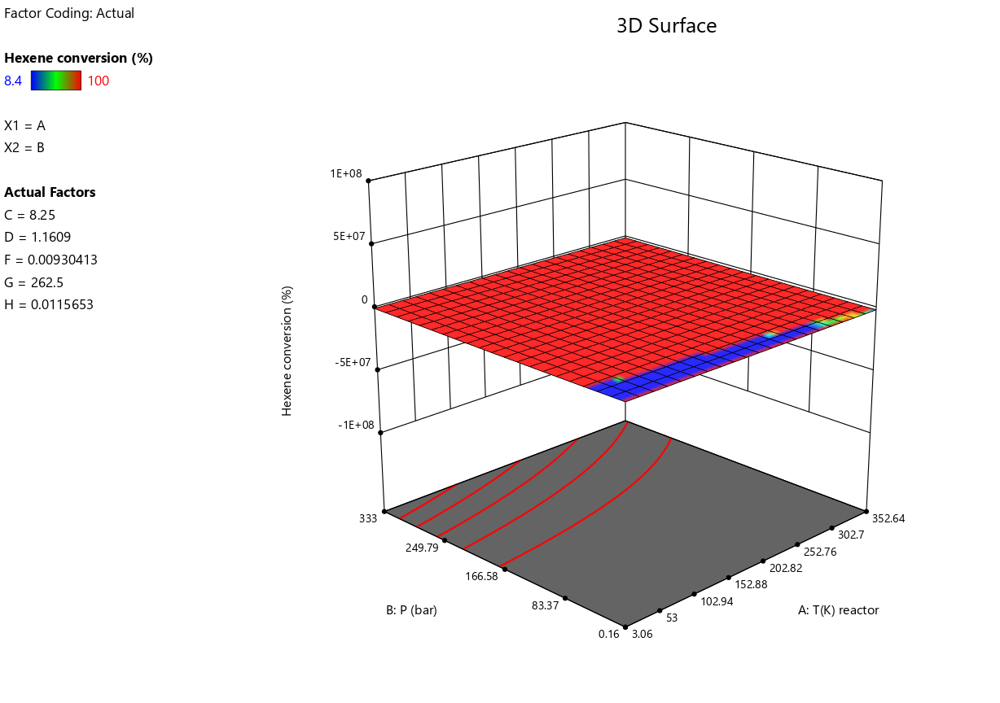 Factor Coding: Actual
3D Surface
Hexene conversion (%)
8.4 100
X1 = A
X2 = B
Actual Factors
C = 8.25
D = 1.1609
F = 0.00930413
G = 262.5
H = 0.0115653
1E+08
5E+07
0
-5E+07
-1E+08
Hexene conversion (%)
333
249.79
166.58
83.37
0.16
B: P (bar)
3.06
53
102.94
152.88
202.82
252.76
302.7
352.64
A: T(K) reactor